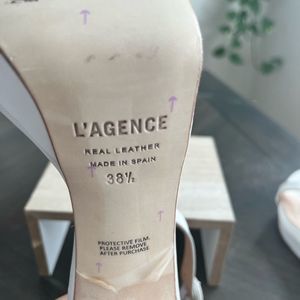 L'AGENCE
REAL LEATHER
MADE IN SPAIN
38½
PROTECTIVE FILM.
PLEASE REMOVE
AFTER PURCHASE